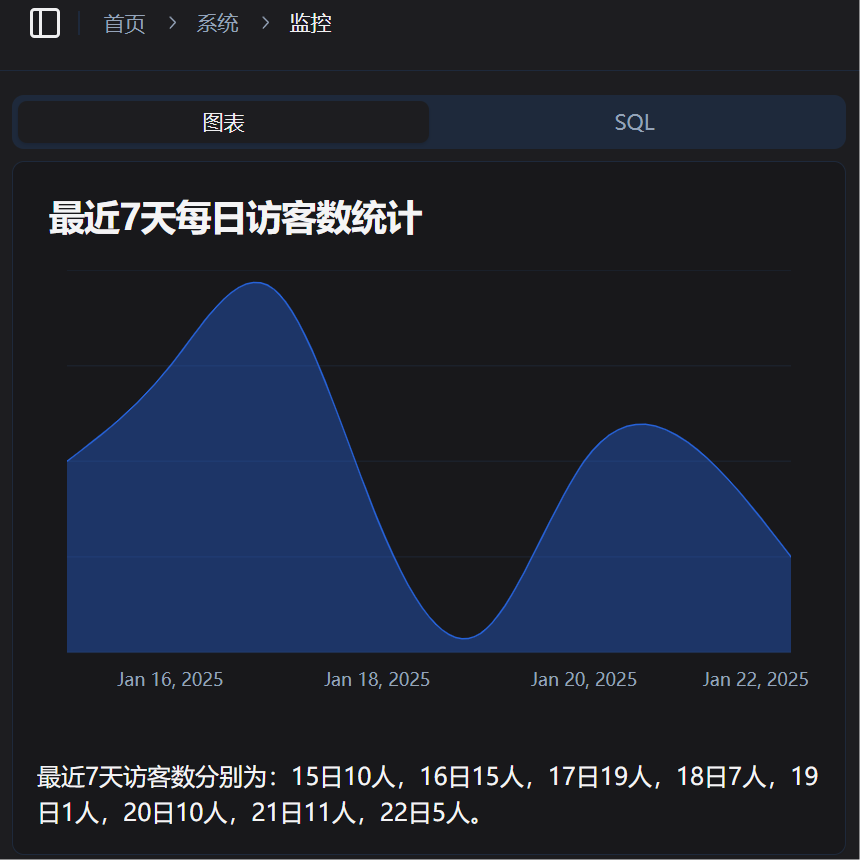 首页 > 系统 > 监控
图表 SQL
最近7天每日访客数统计
Jan 16, 2025 Jan 18, 2025 Jan 20, 2025 Jan 22, 2025
最近7天访客数分别为：15日10人，16日15人，17日19人，18日7人，19
日1人，20日10人，21日11人，22日5人。